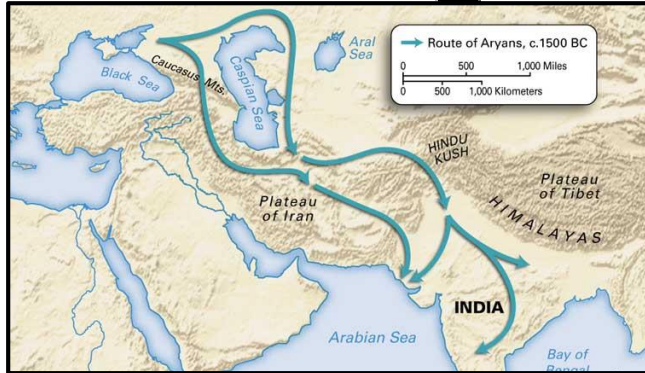 Route of Aryans, c.1500 BC
0 500 1,000 Miles
0 500 1,000 Kilometers
Aral
Sea
Black Sea
Caucasus Mts.
Caspian Sea
HINDU
KUSH
Plateau
of Tibet
Plateau
of Iran
HIMALAYAS
INDIA
Arabian Sea
Bay of
Bengal